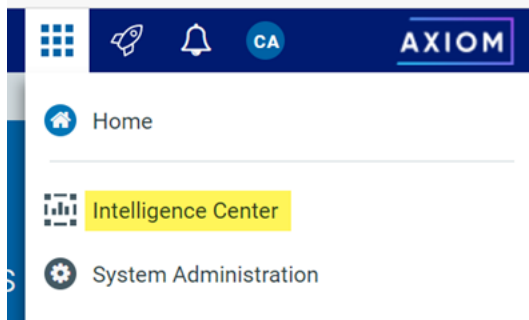 CA
AXIOM
Home
Intelligence Center
S
System Administration